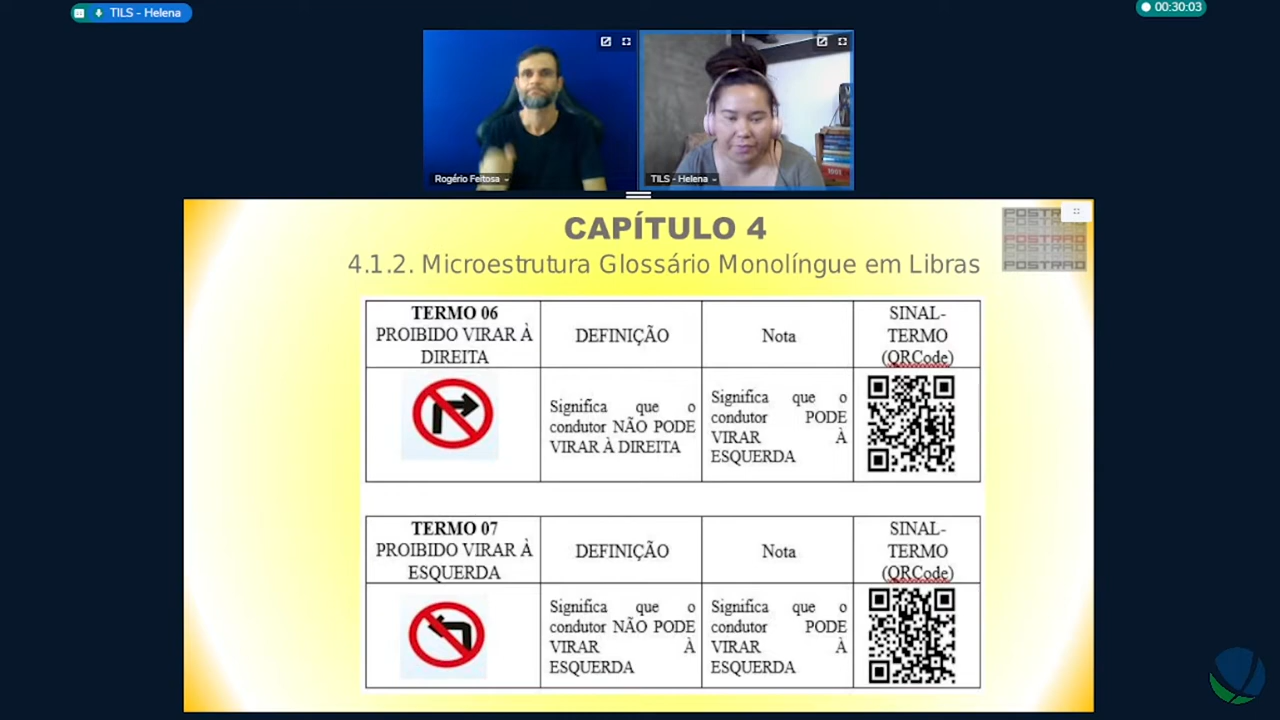 TILS - Helena
00:30:03
Rogério Feitosa
TILS - Helena
CAPÍTULO 4
4.1.2. Microestrutura Glossário Monolíngue em Libras
POSTRAD
POSTRAD
TERMO 06
PROIBIDO VIRAR À
DIREITA
DEFINIÇÃO
Nota
SINAL-
TERMO
(QRCode)
Significa que o
condutor NÃO PODE
VIRAR À DIREITA
Significa que o
condutor PODE
VIRAR À
ESQUERDA
TERMO 07
PROIBIDO VIRAR À
ESQUERDA
DEFINIÇÃO
Nota
SINAL-
TERMO
(QRCode)
Significa que o
condutor NÃO PODE
VIRAR À
ESQUERDA
Significa que o
condutor PODE
VIRAR À
ESQUERDA